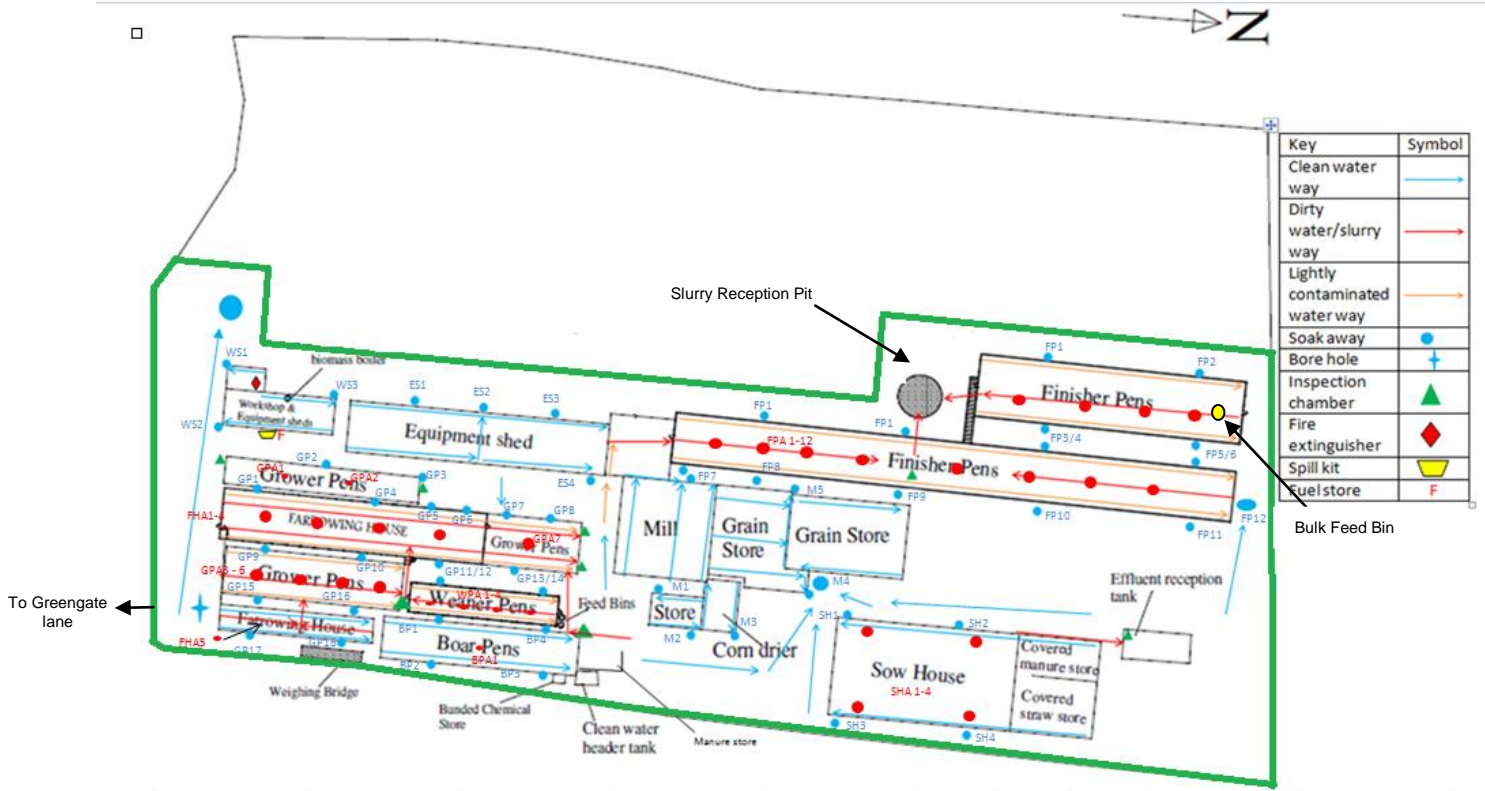 N
Key Symbol
Clean water
way
Dirty
water/slurry
way
Lightly
contaminated
water way
Soak away
Bore hole
Inspection
chamber
Fire
extinguisher
Spill kit
Fuel store F
Slurry Reception Pit
Bulk Feed Bin
To Greengate
lane
WS1
biomass boiler
WS3
Workshop &
Equipment sheds
WS2
F
ES1
ES2
ES3
Equipment shed
ES4
FP1
FP2
Finisher Pens
FP1
FP1
FP3/4
FP5/6
FPA 1-12
Finisher Pens
FP7
FP8
FP9
FP10
FP11
FP12
GP1
GPA1
GP2
GPA2
GP3
Grower Pens
GP4
GP5
GP6
GP7
GP8
FHA1-4
FARROWING HOUSE
GPA7
Grower Pens
GP9
GP10
GP11/12
GP13/14
GPA3 - 6
Grower Pens
GP15
GP16
WPA 1-4
Weaner Pens
Feed Bins
Farrowing House
FHA5
GP17
GP18
BP1
BP4
Boar Pens
BPA1
BP2
BP3
Weighing Bridge
Bunded Chemical
Store
Clean water
header tank
Manure store
Mill
Grain
Store
M5
Grain Store
M4
M1
Store
M2
M3
Corn drier
SH1
SH2
Sow House
SHA 1-4
SH3
SH4
Covered
manure store
Covered
straw store
Effluent reception
tank